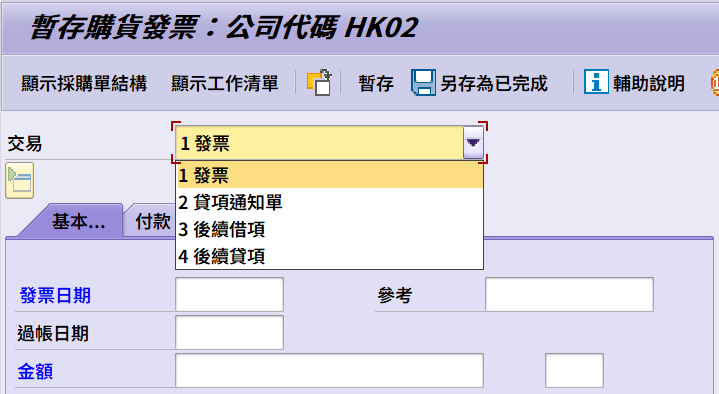 暫存購貨發票：公司代碼 HK02
顯示採購單結構 顯示工作清單 暫存 另存為已完成 輔助說明
交易 1 發票
1 發票
2 貸項通知單
3 後續借項
4 後續貸項
基本... 付款
發票日期 參考
過帳日期
金額